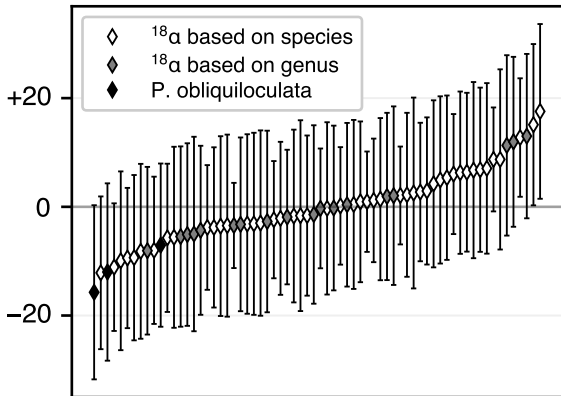 ¹⁸α based on species
¹⁸α based on genus
P. obliquiloculata
+20
0
−20